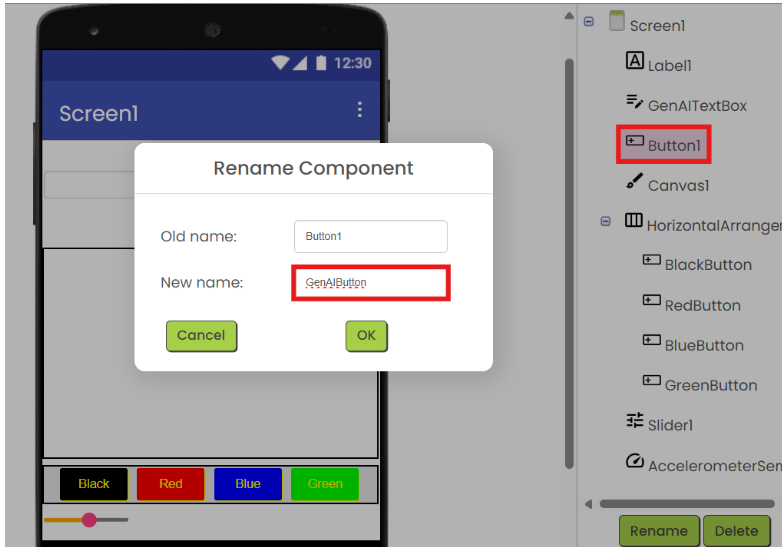 12:30
Screen1
Rename Component
Old name:
Button1
New name:
GenAIButton
Cancel
OK
Black
Red
Blue
Green
Screen1
A Label1
GenAITextBox
Button1
Canvas1
HorizontalArranger
BlackButton
RedButton
BlueButton
GreenButton
Slider1
AccelerometerSen
Rename
Delete